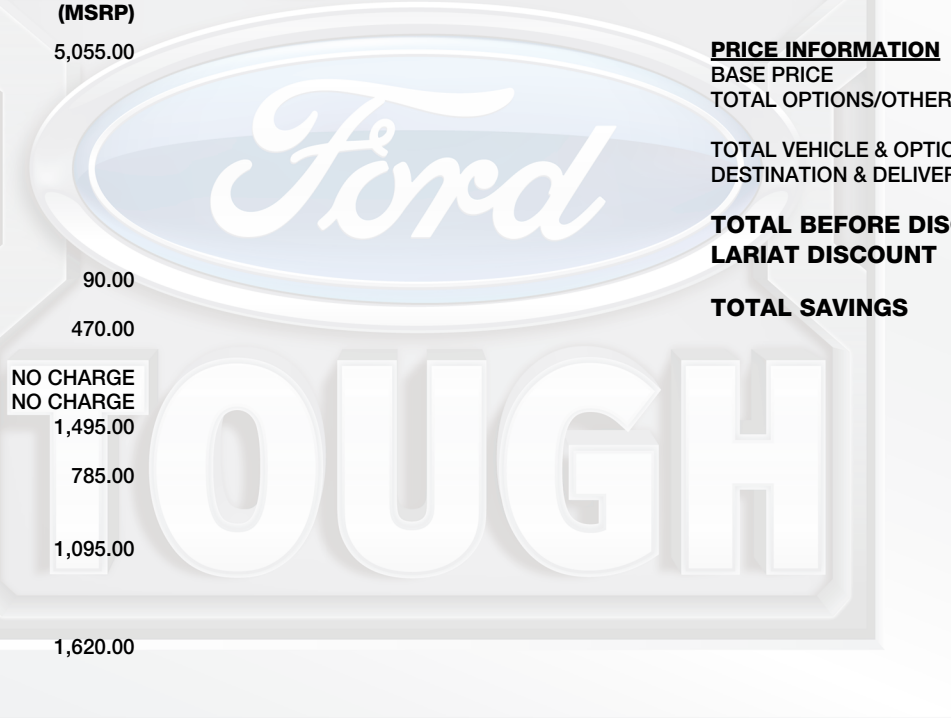 (MSRP)
5,055.00
90.00
470.00
NO CHARGE
NO CHARGE
1,495.00
785.00
1,095.00
1,620.00
PRICE INFORMATION
BASE PRICE
TOTAL OPTIONS/OTHER
TOTAL VEHICLE & OPTIO
DESTINATION & DELIVER
TOTAL BEFORE DISC
LARIAT DISCOUNT
TOTAL SAVINGS
Ford
TOUGH